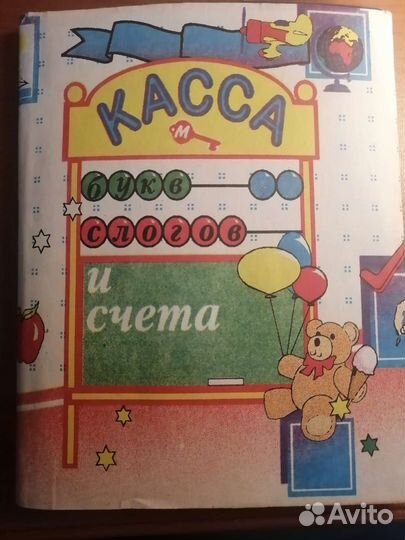 КАССА
м
букв
слогов
и
счета
Avito